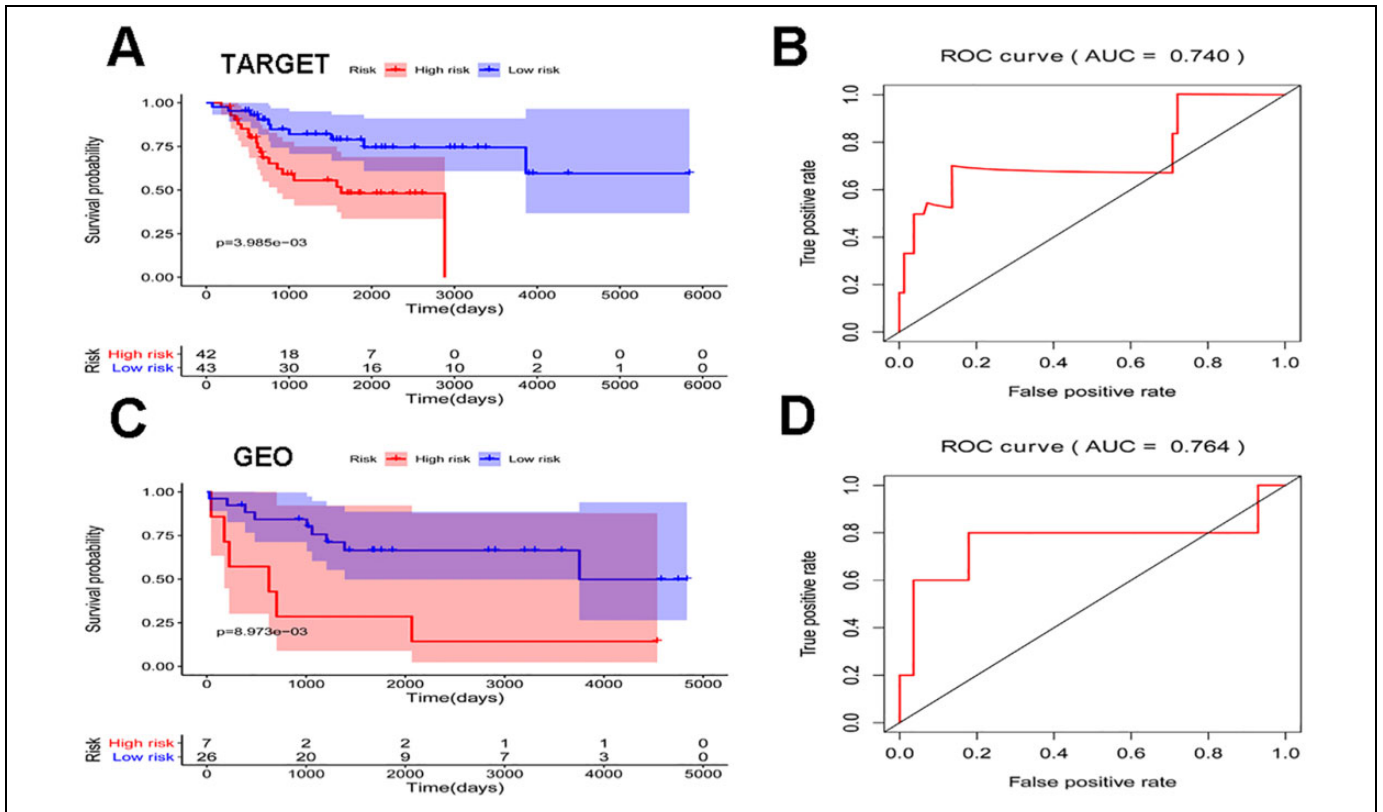 A
TARGET
Risk High risk Low risk
Survival probability
1.00
0.75
0.50
0.25
0.00
p=3.985e−03
0 1000 2000 3000 4000 5000 6000
Time(days)
Risk
High risk 42 18 7 0 0 0 0
Low risk 43 30 16 10 2 1 0
0 1000 2000 3000 4000 5000 6000
Time(days)
B
ROC curve ( AUC = 0.740 )
True positive rate
1.0
0.8
0.6
0.4
0.2
0.0
0.0 0.2 0.4 0.6 0.8 1.0
False positive rate
C
GEO
Risk High risk Low risk
Survival probability
1.00
0.75
0.50
0.25
0.00
p=8.973e−03
0 1000 2000 3000 4000 5000
Time(days)
Risk
High risk 7 2 2 1 1 0
Low risk 26 20 9 7 3 0
0 1000 2000 3000 4000 5000
Time(days)
D
ROC curve ( AUC = 0.764 )
True positive rate
1.0
0.8
0.6
0.4
0.2
0.0
0.0 0.2 0.4 0.6 0.8 1.0
False positive rate